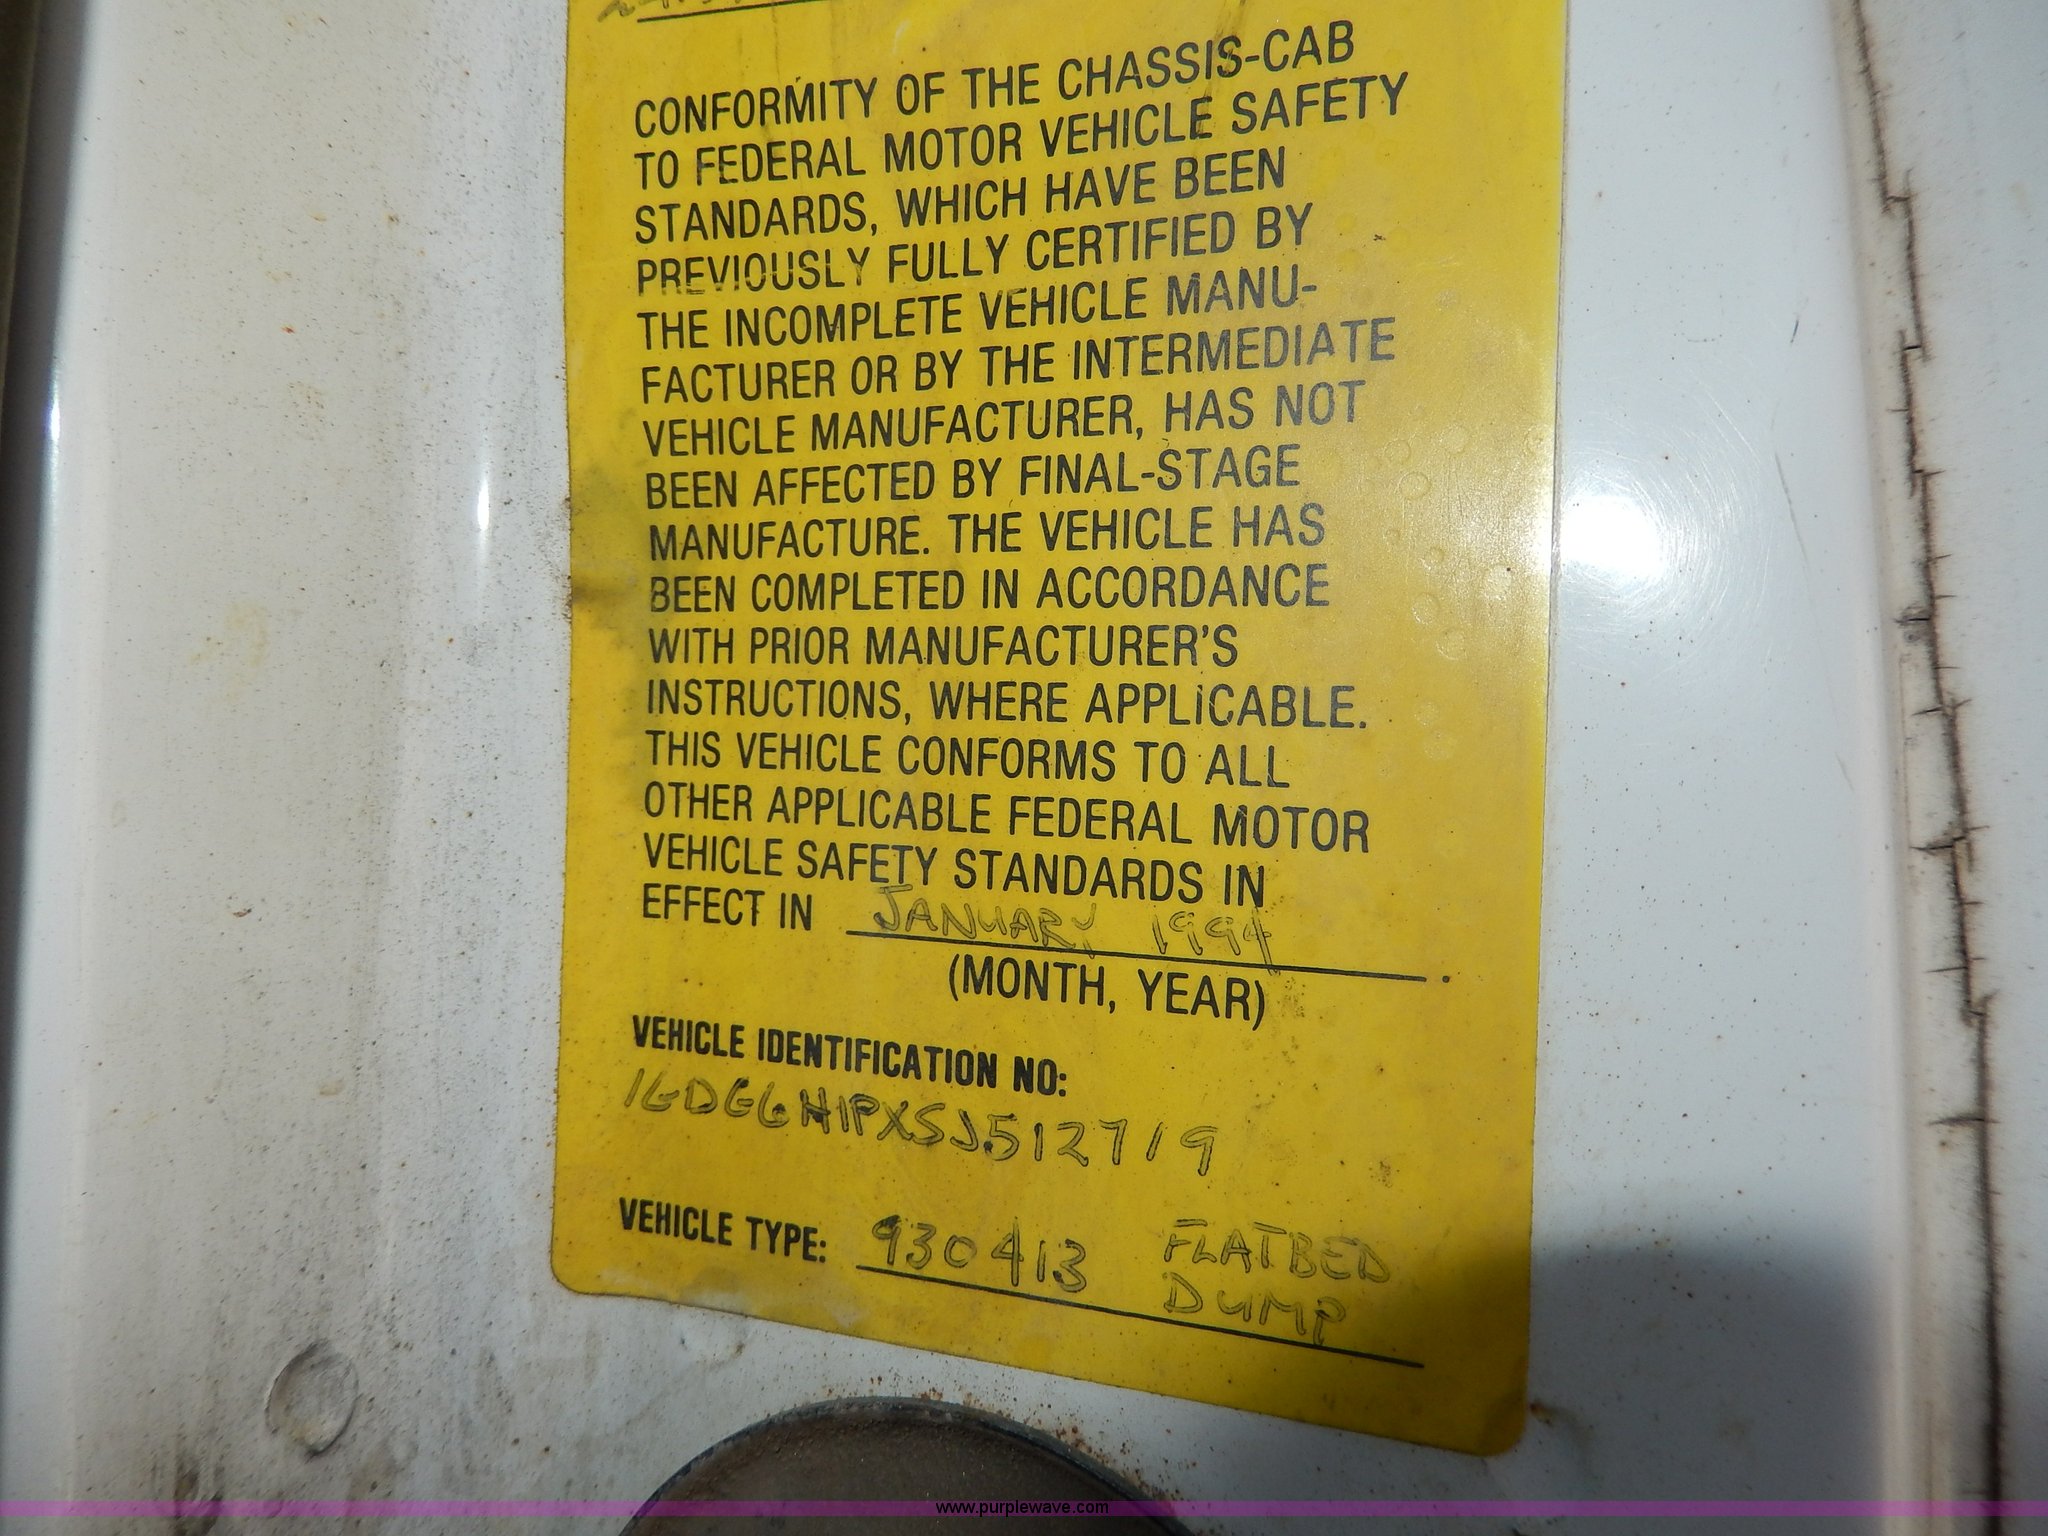 CONFORMITY OF THE CHASSIS-CAB
TO FEDERAL MOTOR VEHICLE SAFETY
STANDARDS, WHICH HAVE BEEN
PREVIOUSLY FULLY CERTIFIED BY
THE INCOMPLETE VEHICLE MANU-
FACTURER OR BY THE INTERMEDIATE
VEHICLE MANUFACTURER, HAS NOT
BEEN AFFECTED BY FINAL-STAGE
MANUFACTURE. THE VEHICLE HAS
BEEN COMPLETED IN ACCORDANCE
WITH PRIOR MANUFACTURER'S
INSTRUCTIONS, WHERE APPLICABLE.
THIS VEHICLE CONFORMS TO ALL
OTHER APPLICABLE FEDERAL MOTOR
VEHICLE SAFETY STANDARDS IN
EFFECT IN JANUARY 1994.
(MONTH, YEAR)
VEHICLE IDENTIFICATION NO:
1GDG6H1PXSJ512719
VEHICLE TYPE: 930413 FLATBED
DUMP
www.purplewave.com